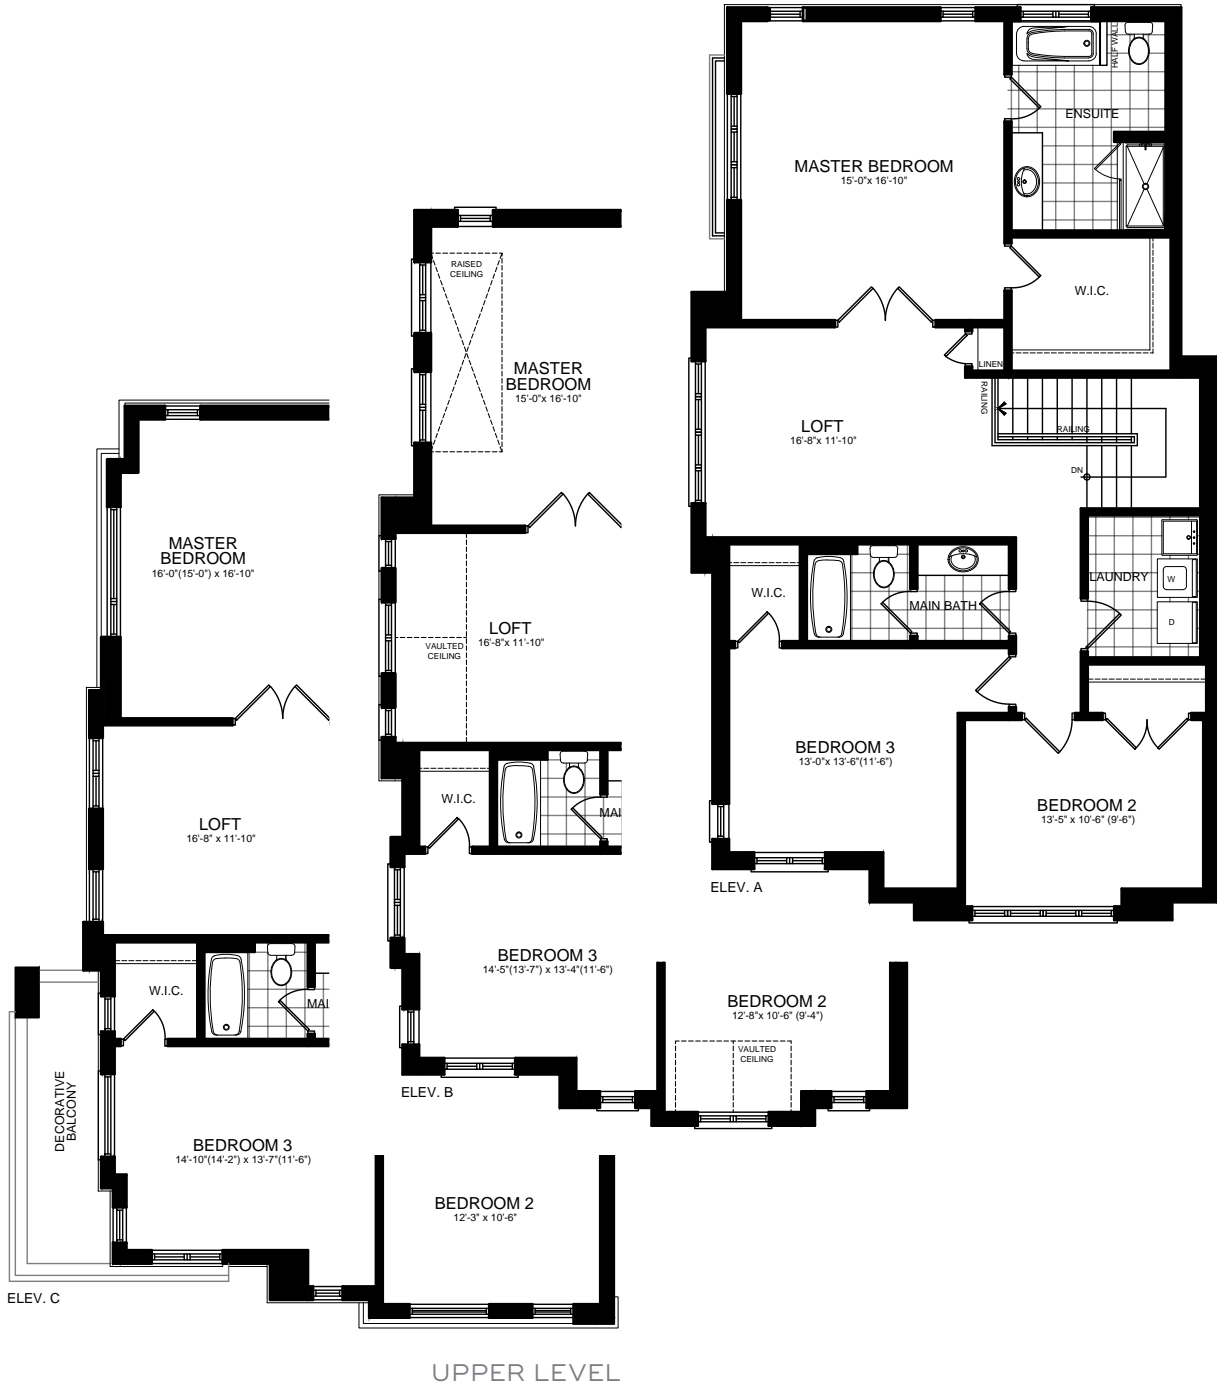 HALF WALL
ENSUITE
MASTER BEDROOM
15'-0"x 16'-10"
W.I.C.
LINEN
RAILING
RAILING
DN
LOFT
16'-8"x 11'-10"
W.I.C.
MAIN BATH
LAUNDRY
W
D
BEDROOM 3
13'-0"x 13'-6"(11'-6")
BEDROOM 2
13'-5" x 10'-6" (9'-6")
ELEV. A
RAISED
CEILING
MASTER
BEDROOM
15'-0"x 16'-10"
LOFT
16'-8"x 11'-10"
VAULTED
CEILING
W.I.C.
MAI
BEDROOM 3
14'-5"(13'-7") x 13'-4"(11'-6")
BEDROOM 2
12'-8"x 10'-6" (9'-4")
VAULTED
CEILING
ELEV. B
MASTER
BEDROOM
16'-0"(15'-0") x 16'-10"
LOFT
16'-8" x 11'-10"
W.I.C.
MAI
DECORATIVE
BALCONY
BEDROOM 3
14'-10"(14'-2") x 13'-7"(11'-6")
BEDROOM 2
12'-3" x 10'-6"
ELEV. C
UPPER LEVEL